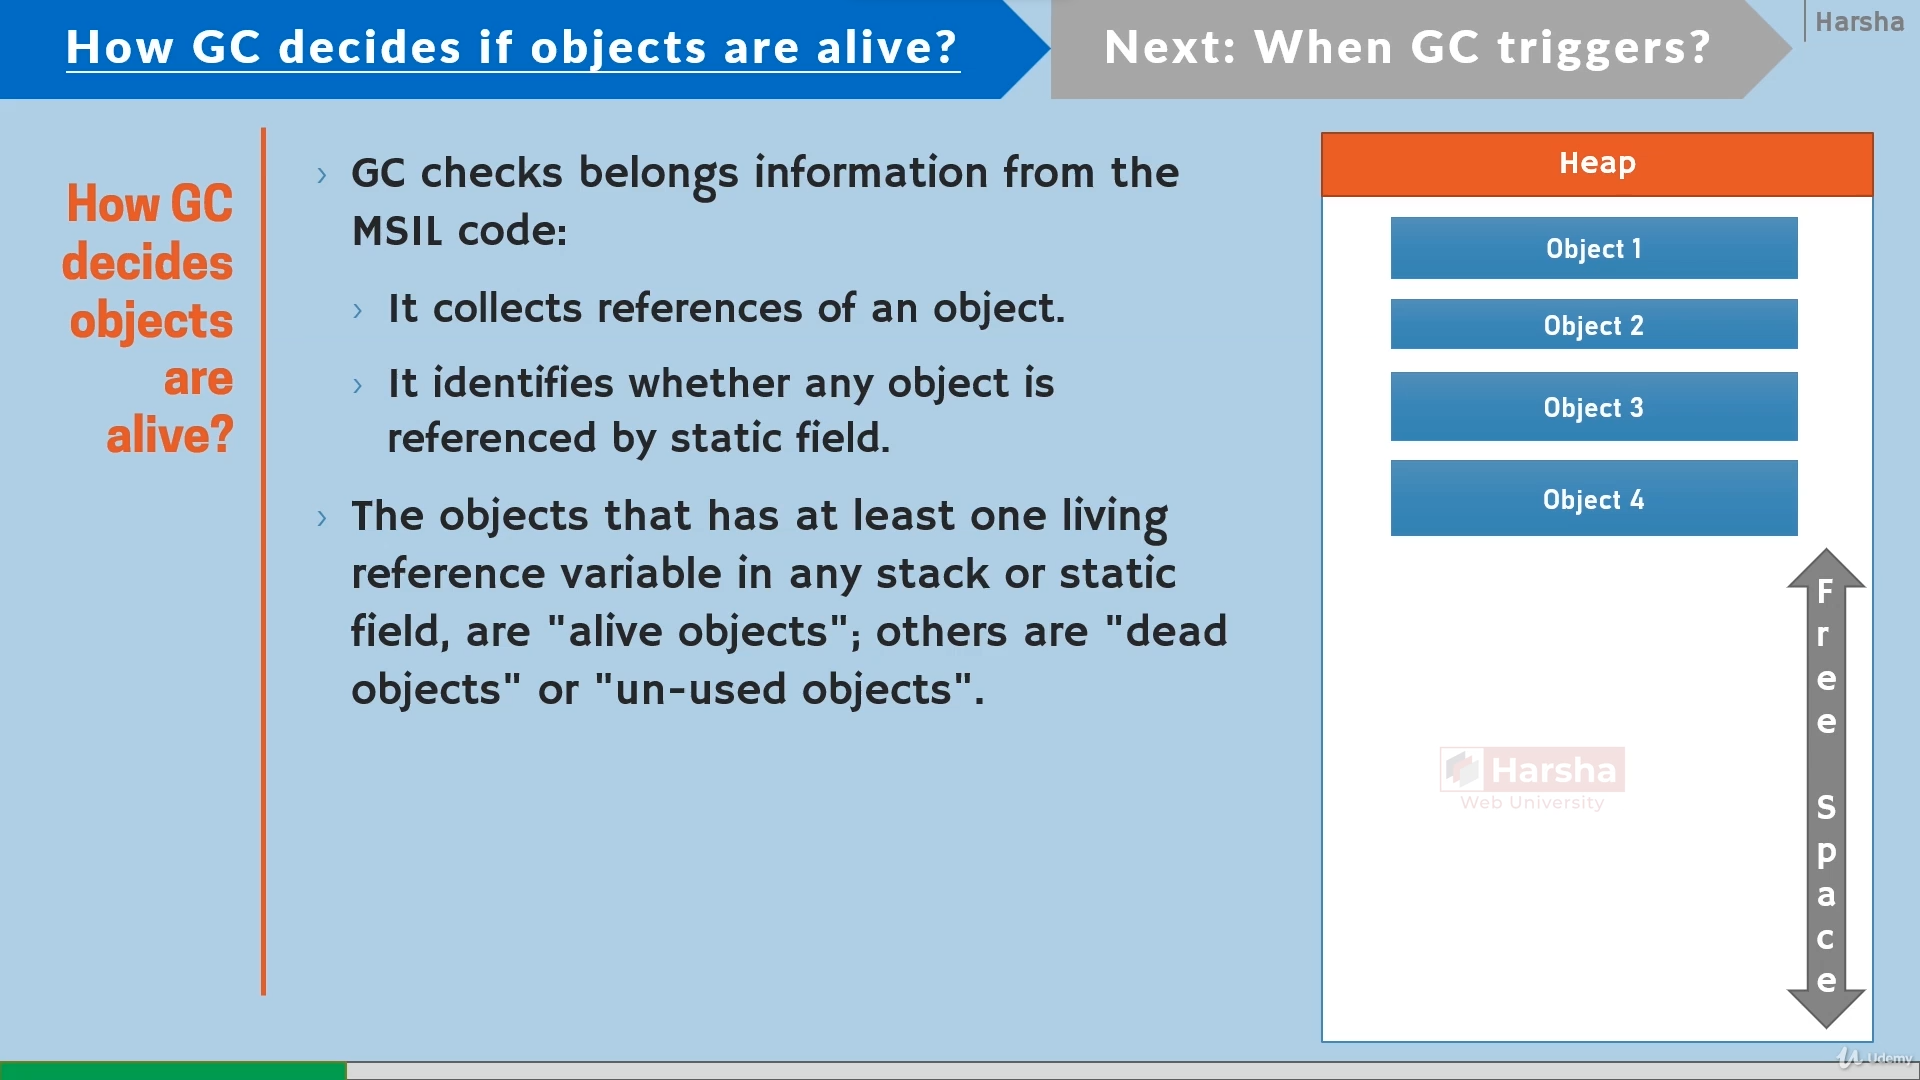 How GC decides if objects are alive?
Next: When GC triggers?
Harsha
How GC
decides
objects
are
alive?
GC checks belongs information from the
MSIL code:
It collects references of an object.
It identifies whether any object is
referenced by static field.
The objects that has at least one living
reference variable in any stack or static
field, are "alive objects"; others are "dead
objects" or "un-used objects".
Heap
Object 1
Object 2
Object 3
Object 4
Free Space
Harsha
Web University
Udemy